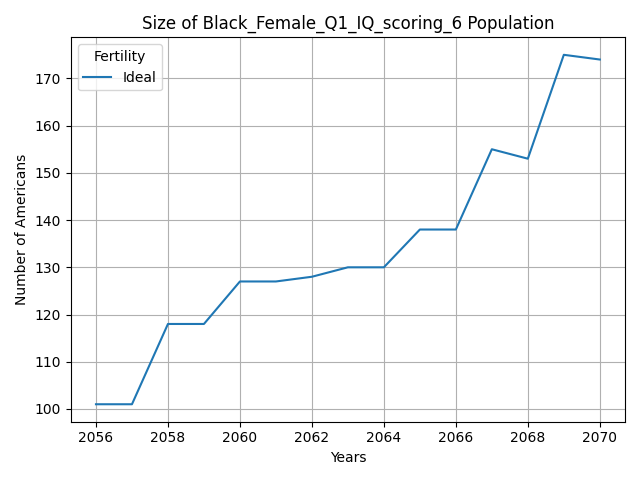 Size of Black_Female_Q1_IQ_scoring_6 Population
Fertility
Ideal
Number of Americans
170
160
150
140
130
120
110
100
2056 2058 2060 2062 2064 2066 2068 2070
Years